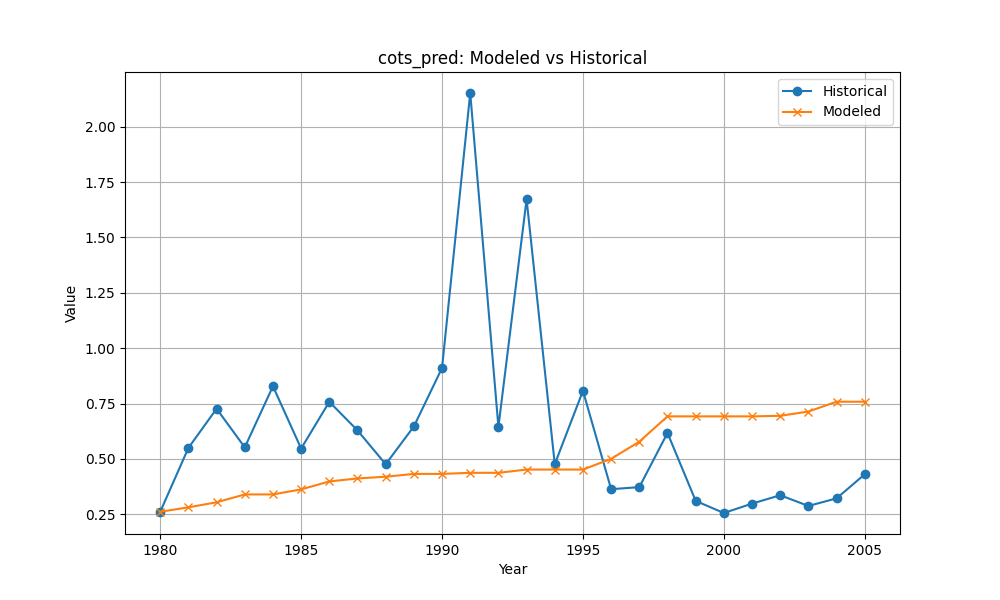 cots_pred: Modeled vs Historical
Historical
Modeled
Value
2.00
1.75
1.50
1.25
1.00
0.75
0.50
0.25
1980 1985 1990 1995 2000 2005
Year